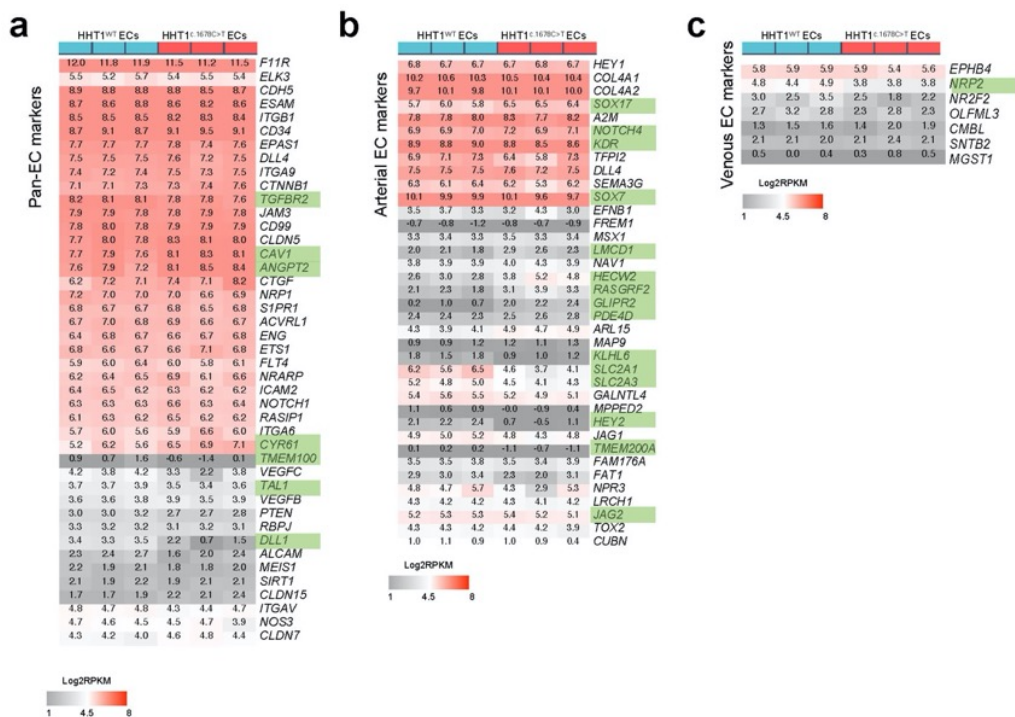 a
HHT1WT ECs HHT1c.1678C>T ECs
Pan-EC markers
12.0 11.8 11.9 11.5 11.2 11.5 F11R
5.5 5.2 5.7 5.4 5.5 5.4 ELK3
8.9 8.8 8.8 8.8 8.5 8.7 CDH5
8.7 8.6 8.8 8.6 8.2 8.6 ESAM
8.5 8.5 8.5 8.2 8.3 8.4 ITGB1
8.7 9.1 8.7 9.1 9.5 9.1 CD34
7.7 7.7 7.7 7.8 7.4 7.6 EPAS1
7.5 7.5 7.5 7.6 7.2 7.5 DLL4
7.4 7.2 7.4 7.5 7.1 7.5 ITGA9
7.1 7.1 7.3 7.3 7.4 7.6 CTNNB1
8.2 8.1 8.1 7.8 7.8 7.6 TGFBR2
7.9 7.9 7.8 7.8 7.9 7.8 JAM3
7.8 8.0 7.9 7.9 7.9 7.8 CD99
7.7 8.0 7.8 8.3 8.1 8.0 CLDN5
7.7 7.9 7.6 8.1 8.3 8.1 CAV1
7.6 7.9 7.2 8.1 8.5 8.4 ANGPT2
6.2 7.2 7.1 7.4 7.1 8.2 CTGF
7.2 7.0 7.0 7.0 6.6 6.9 NRP1
6.8 6.7 6.7 6.8 6.5 6.8 S1PR1
6.7 7.0 6.8 6.9 6.6 6.7 ACVRL1
6.4 6.8 6.7 6.7 6.6 6.8 ENG
6.8 6.6 6.7 6.6 7.1 6.8 ETS1
5.9 6.0 6.4 6.0 5.8 6.1 FLT4
6.2 6.4 6.5 6.9 6.1 6.6 NRARP
6.4 6.5 6.2 6.3 6.2 6.2 ICAM2
6.3 6.3 6.3 6.6 6.3 6.4 NOTCH1
6.1 6.3 6.2 6.5 6.2 6.2 RASIP1
5.7 6.0 5.6 5.9 6.6 6.0 ITGA6
5.2 6.2 5.6 6.5 6.9 7.1 CYR61
0.9 0.7 1.6 -0.6 -1.4 0.1 TMEM100
4.2 3.8 4.2 3.3 2.2 3.8 VEGFC
3.7 3.7 3.9 3.5 3.4 3.6 TAL1
3.6 3.6 3.8 3.9 3.5 3.9 VEGFB
3.0 3.0 3.2 2.7 2.7 2.8 PTEN
3.3 3.2 3.2 3.1 3.2 3.1 RBPJ
3.4 3.3 3.5 2.2 0.7 1.5 DLL1
2.3 2.4 2.7 1.6 2.0 2.4 ALCAM
2.2 1.9 2.1 1.8 1.8 2.0 MEIS1
2.1 1.9 2.2 1.9 2.1 2.1 SIRT1
1.7 1.7 1.9 2.2 2.1 2.4 CLDN15
4.8 4.7 4.8 4.3 4.4 4.7 ITGAV
4.7 4.6 4.5 4.5 4.7 3.9 NOS3
4.3 4.2 4.0 4.6 4.8 4.4 CLDN7
Log2RPKM
1 4.5 8
b
HHT1WT ECs HHT1c.1678C>T ECs
Arterial EC markers
6.8 6.7 6.7 6.7 6.7 6.7 HEY1
10.2 10.6 10.3 10.5 10.4 10.4 COL4A1
9.7 10.1 9.8 10.1 10.1 10.0 COL4A2
5.7 6.0 5.8 6.5 6.5 6.4 SOX17
7.8 7.8 8.0 8.3 7.7 8.2 A2M
6.9 6.9 7.0 7.2 6.9 7.1 NOTCH4
8.9 8.8 9.0 8.8 8.5 8.6 KDR
6.9 7.1 7.3 6.4 5.8 7.3 TFPI2
7.5 7.5 7.5 7.6 7.2 7.5 DLL4
6.3 6.1 6.4 6.2 5.3 6.2 SEMA3G
10.1 9.9 9.9 10.1 9.6 9.7 SOX7
3.5 3.7 3.3 3.2 4.3 3.0 EFNB1
-0.7 -0.8 -1.2 -0.8 -0.7 -0.9 FREM1
3.3 3.4 3.3 3.5 3.3 3.4 MSX1
2.0 2.1 1.8 2.9 2.6 2.3 LMCD1
3.8 3.9 3.9 4.0 4.3 3.9 NAV1
2.6 3.0 2.8 3.8 5.2 4.8 HECW2
2.1 2.3 1.8 3.1 3.9 3.3 RASGRF2
0.2 1.0 0.7 2.0 2.2 2.4 GLIPR2
2.4 2.4 2.3 2.5 2.6 2.8 PDE4D
4.3 3.9 4.1 4.9 4.7 4.9 ARL15
0.9 0.9 1.2 1.2 1.1 1.3 MAP9
1.8 1.5 1.8 0.9 1.0 1.2 KLHL6
6.2 5.6 6.5 4.6 3.7 4.1 SLC2A1
5.2 4.8 5.0 4.5 4.1 4.3 SLC2A3
5.4 5.6 5.5 5.2 4.9 5.1 GALNTL4
1.1 0.6 0.9 -0.0 -0.9 0.4 MPPED2
2.1 2.2 2.4 0.7 -0.5 1.1 HEY2
4.9 5.0 5.2 4.8 4.3 4.8 JAG1
0.1 0.2 0.2 -1.1 -0.7 -1.1 TMEM200A
3.5 3.5 3.8 3.5 3.4 3.9 FAM176A
2.9 3.0 3.4 2.3 2.0 3.1 FAT1
4.8 4.7 5.7 4.3 2.9 5.3 NPR3
4.3 4.2 4.2 4.3 4.1 4.2 LRCH1
5.2 5.3 5.3 5.4 5.2 5.1 JAG2
4.3 4.3 4.2 4.4 4.2 3.9 TOX2
1.0 1.1 0.9 1.0 0.9 0.4 CUBN
Log2RPKM
1 4.5 8
c
HHT1WT ECs HHT1c.1678C>T ECs
Venous EC markers
5.8 5.9 5.9 5.9 5.4 5.6 EPHB4
4.8 4.4 4.9 3.8 3.8 3.8 NRP2
3.0 2.5 3.5 2.5 1.8 2.2 NR2F2
2.7 3.2 2.8 2.3 2.8 2.3 OLFML3
1.3 1.5 1.6 1.4 2.0 1.9 CMBL
2.1 2.1 2.0 2.1 2.4 2.1 SNTB2
0.5 0.0 0.4 0.3 0.8 0.5 MGST1
Log2RPKM
1 4.5 8